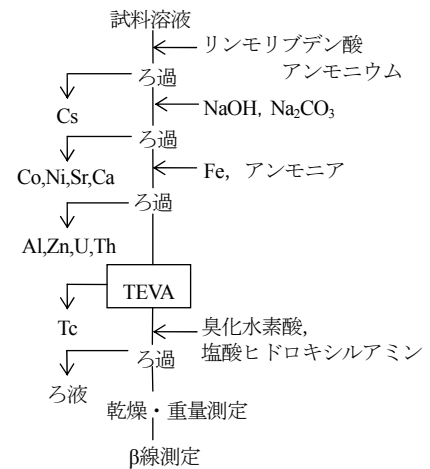 試料溶液
リンモリブデン酸
アンモニウム
ろ過
Cs
NaOH, Na₂CO₃
ろ過
Co,Ni,Sr,Ca
Fe, アンモニア
ろ過
Al,Zn,U,Th
TEVA
Tc
臭化水素酸,
塩酸ヒドロキシルアミン
ろ過
ろ液
乾燥・重量測定
β線測定